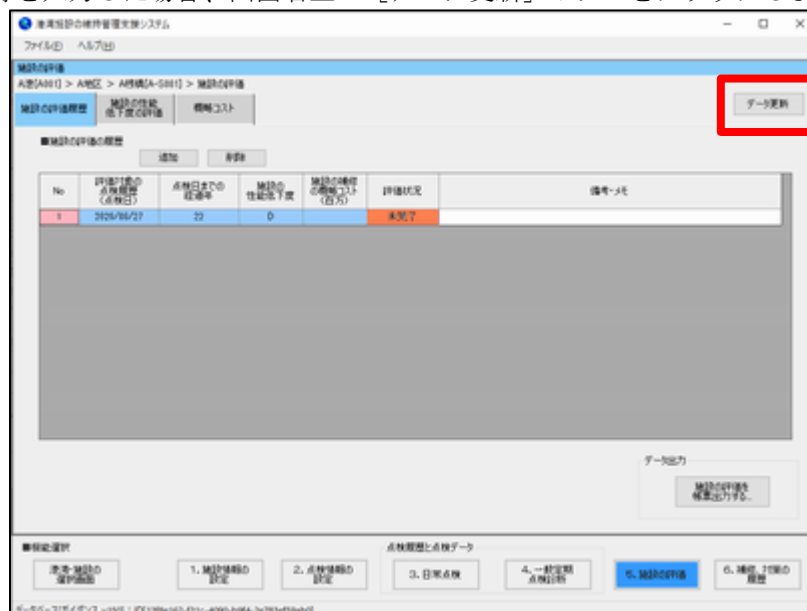 港湾施設の維持管理支援システム
ファイル(F) ヘルプ(H)
施設の評価
A港[A001] > A地区 > A桟橋[A-S001] > 施設の評価
施設の評価履歴
施設の性能
低下度の評価
概略コスト
データ更新
■施設の評価の履歴
追加 削除
No
評価対象の
点検履歴
(点検日)
点検日までの
経過年
施設の
性能低下度
施設の補修
の概略コスト
(百万)
評価状況
備考・メモ
1 2020/08/27 23 D 未完了
データ出力
施設の評価を
帳票出力する..
■機能選択
点検履歴と点検データ
港湾・施設の
選択画面
1. 施設情報の
設定
2. 点検情報の
設定
3. 日常点検
4. 一般定期
点検診断
5. 施設の評価
6. 補修、対策の
履歴